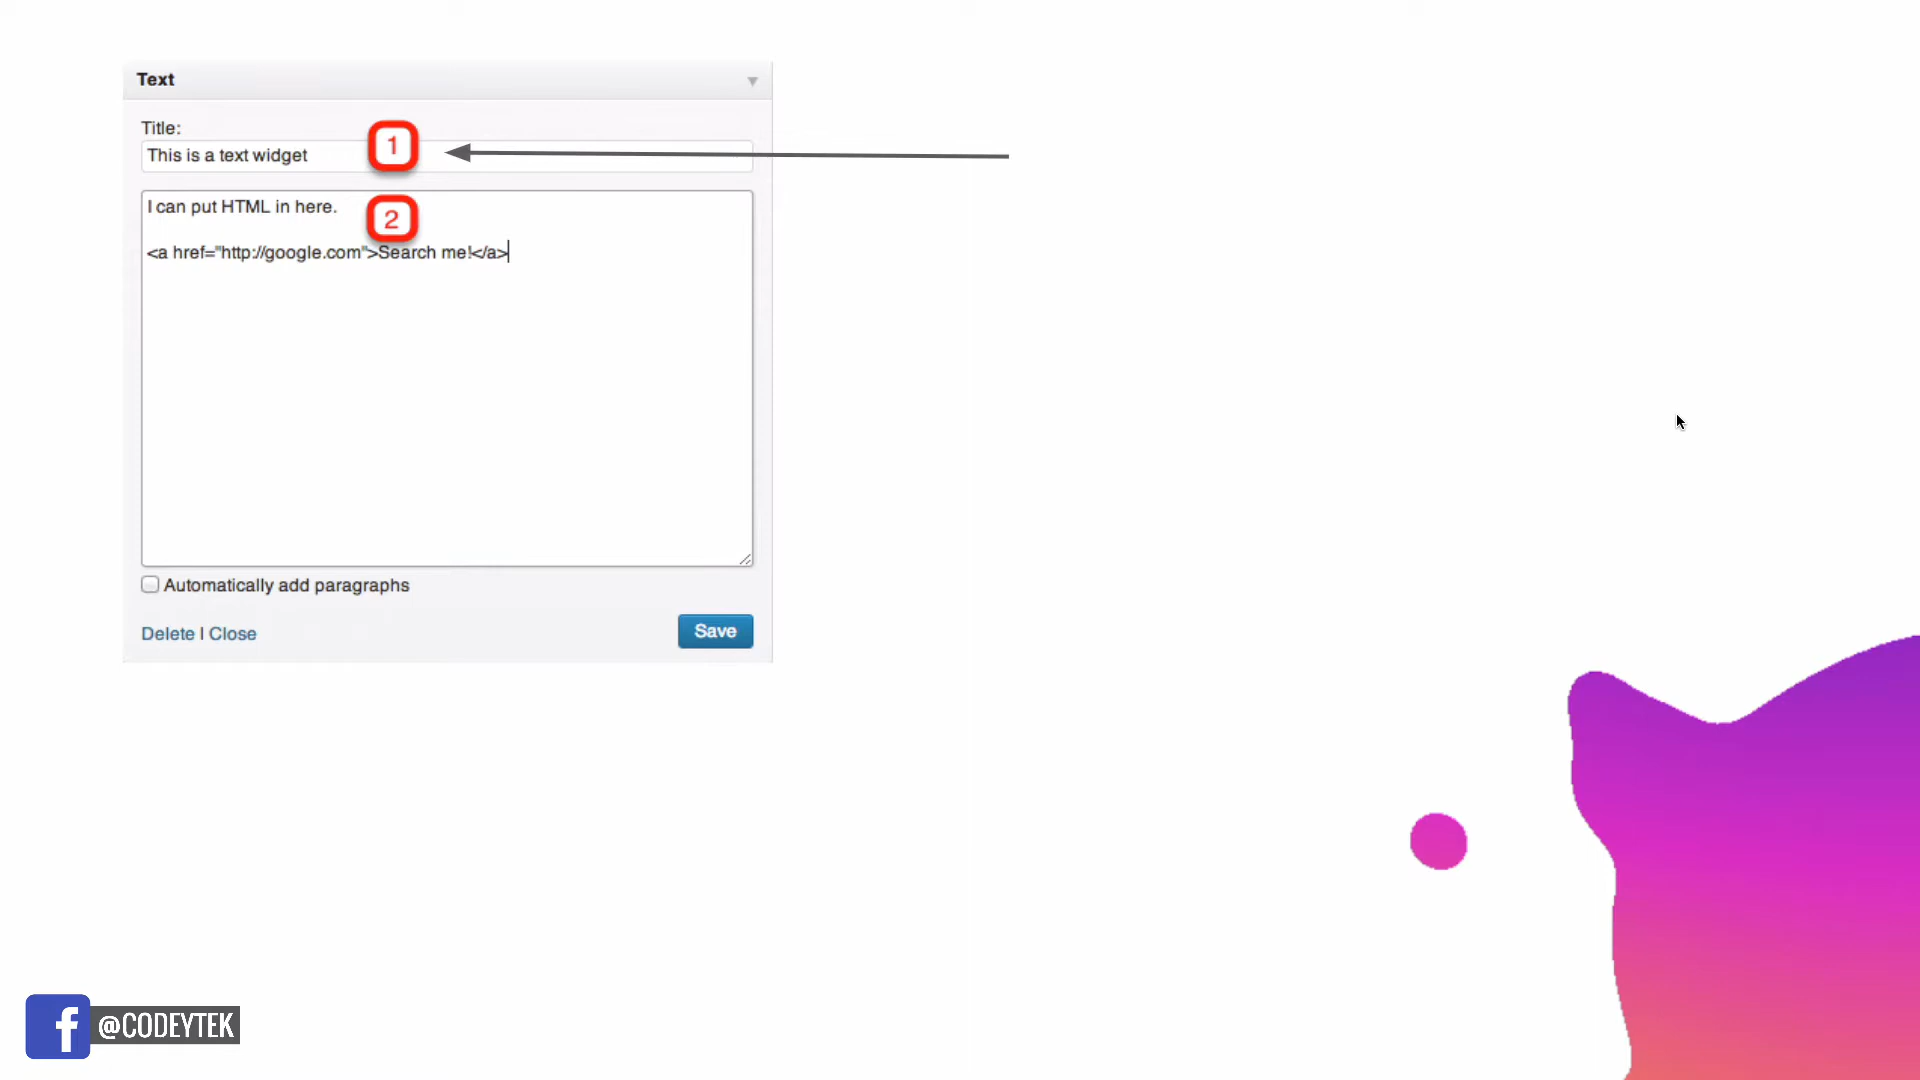 Text
Title:
This is a text widget
1
I can put HTML in here.
2
<a href="http://google.com">Search me!</a>
Automatically add paragraphs
Delete | Close
Save
f @CODEYTEK